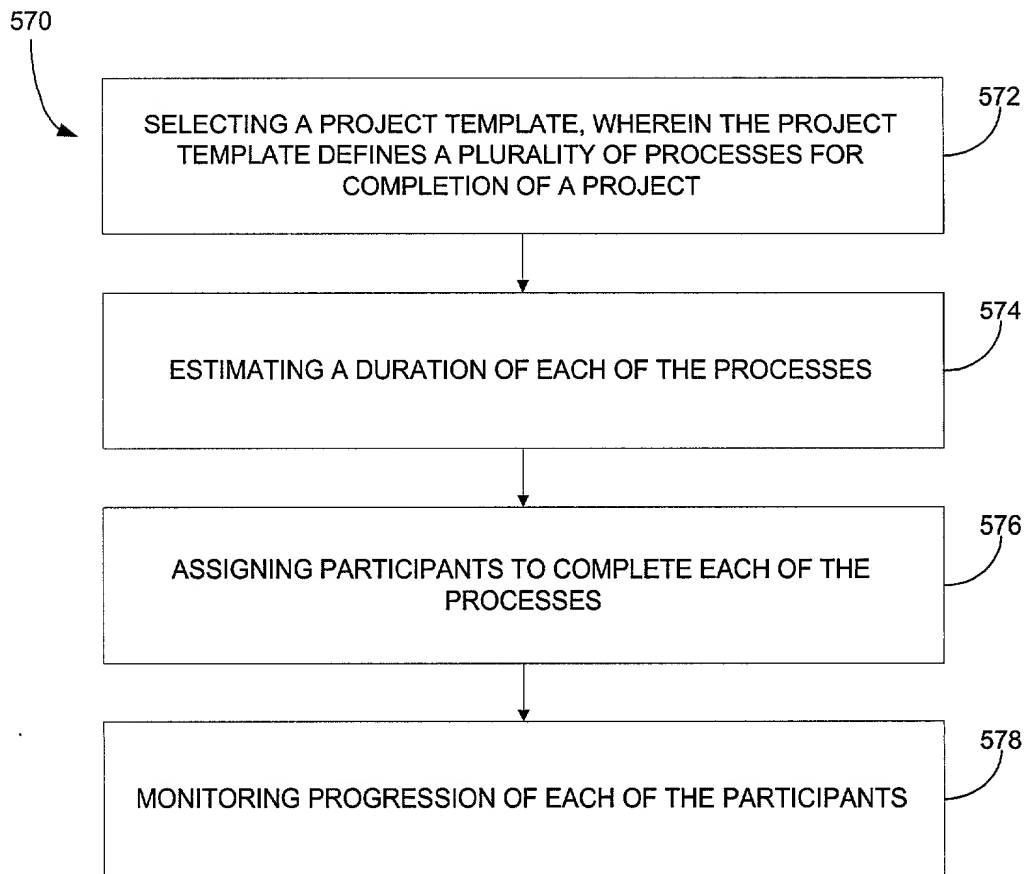 570
572
SELECTING A PROJECT TEMPLATE, WHEREIN THE PROJECT
TEMPLATE DEFINES A PLURALITY OF PROCESSES FOR
COMPLETION OF A PROJECT
574
ESTIMATING A DURATION OF EACH OF THE PROCESSES
576
ASSIGNING PARTICIPANTS TO COMPLETE EACH OF THE
PROCESSES
578
MONITORING PROGRESSION OF EACH OF THE PARTICIPANTS